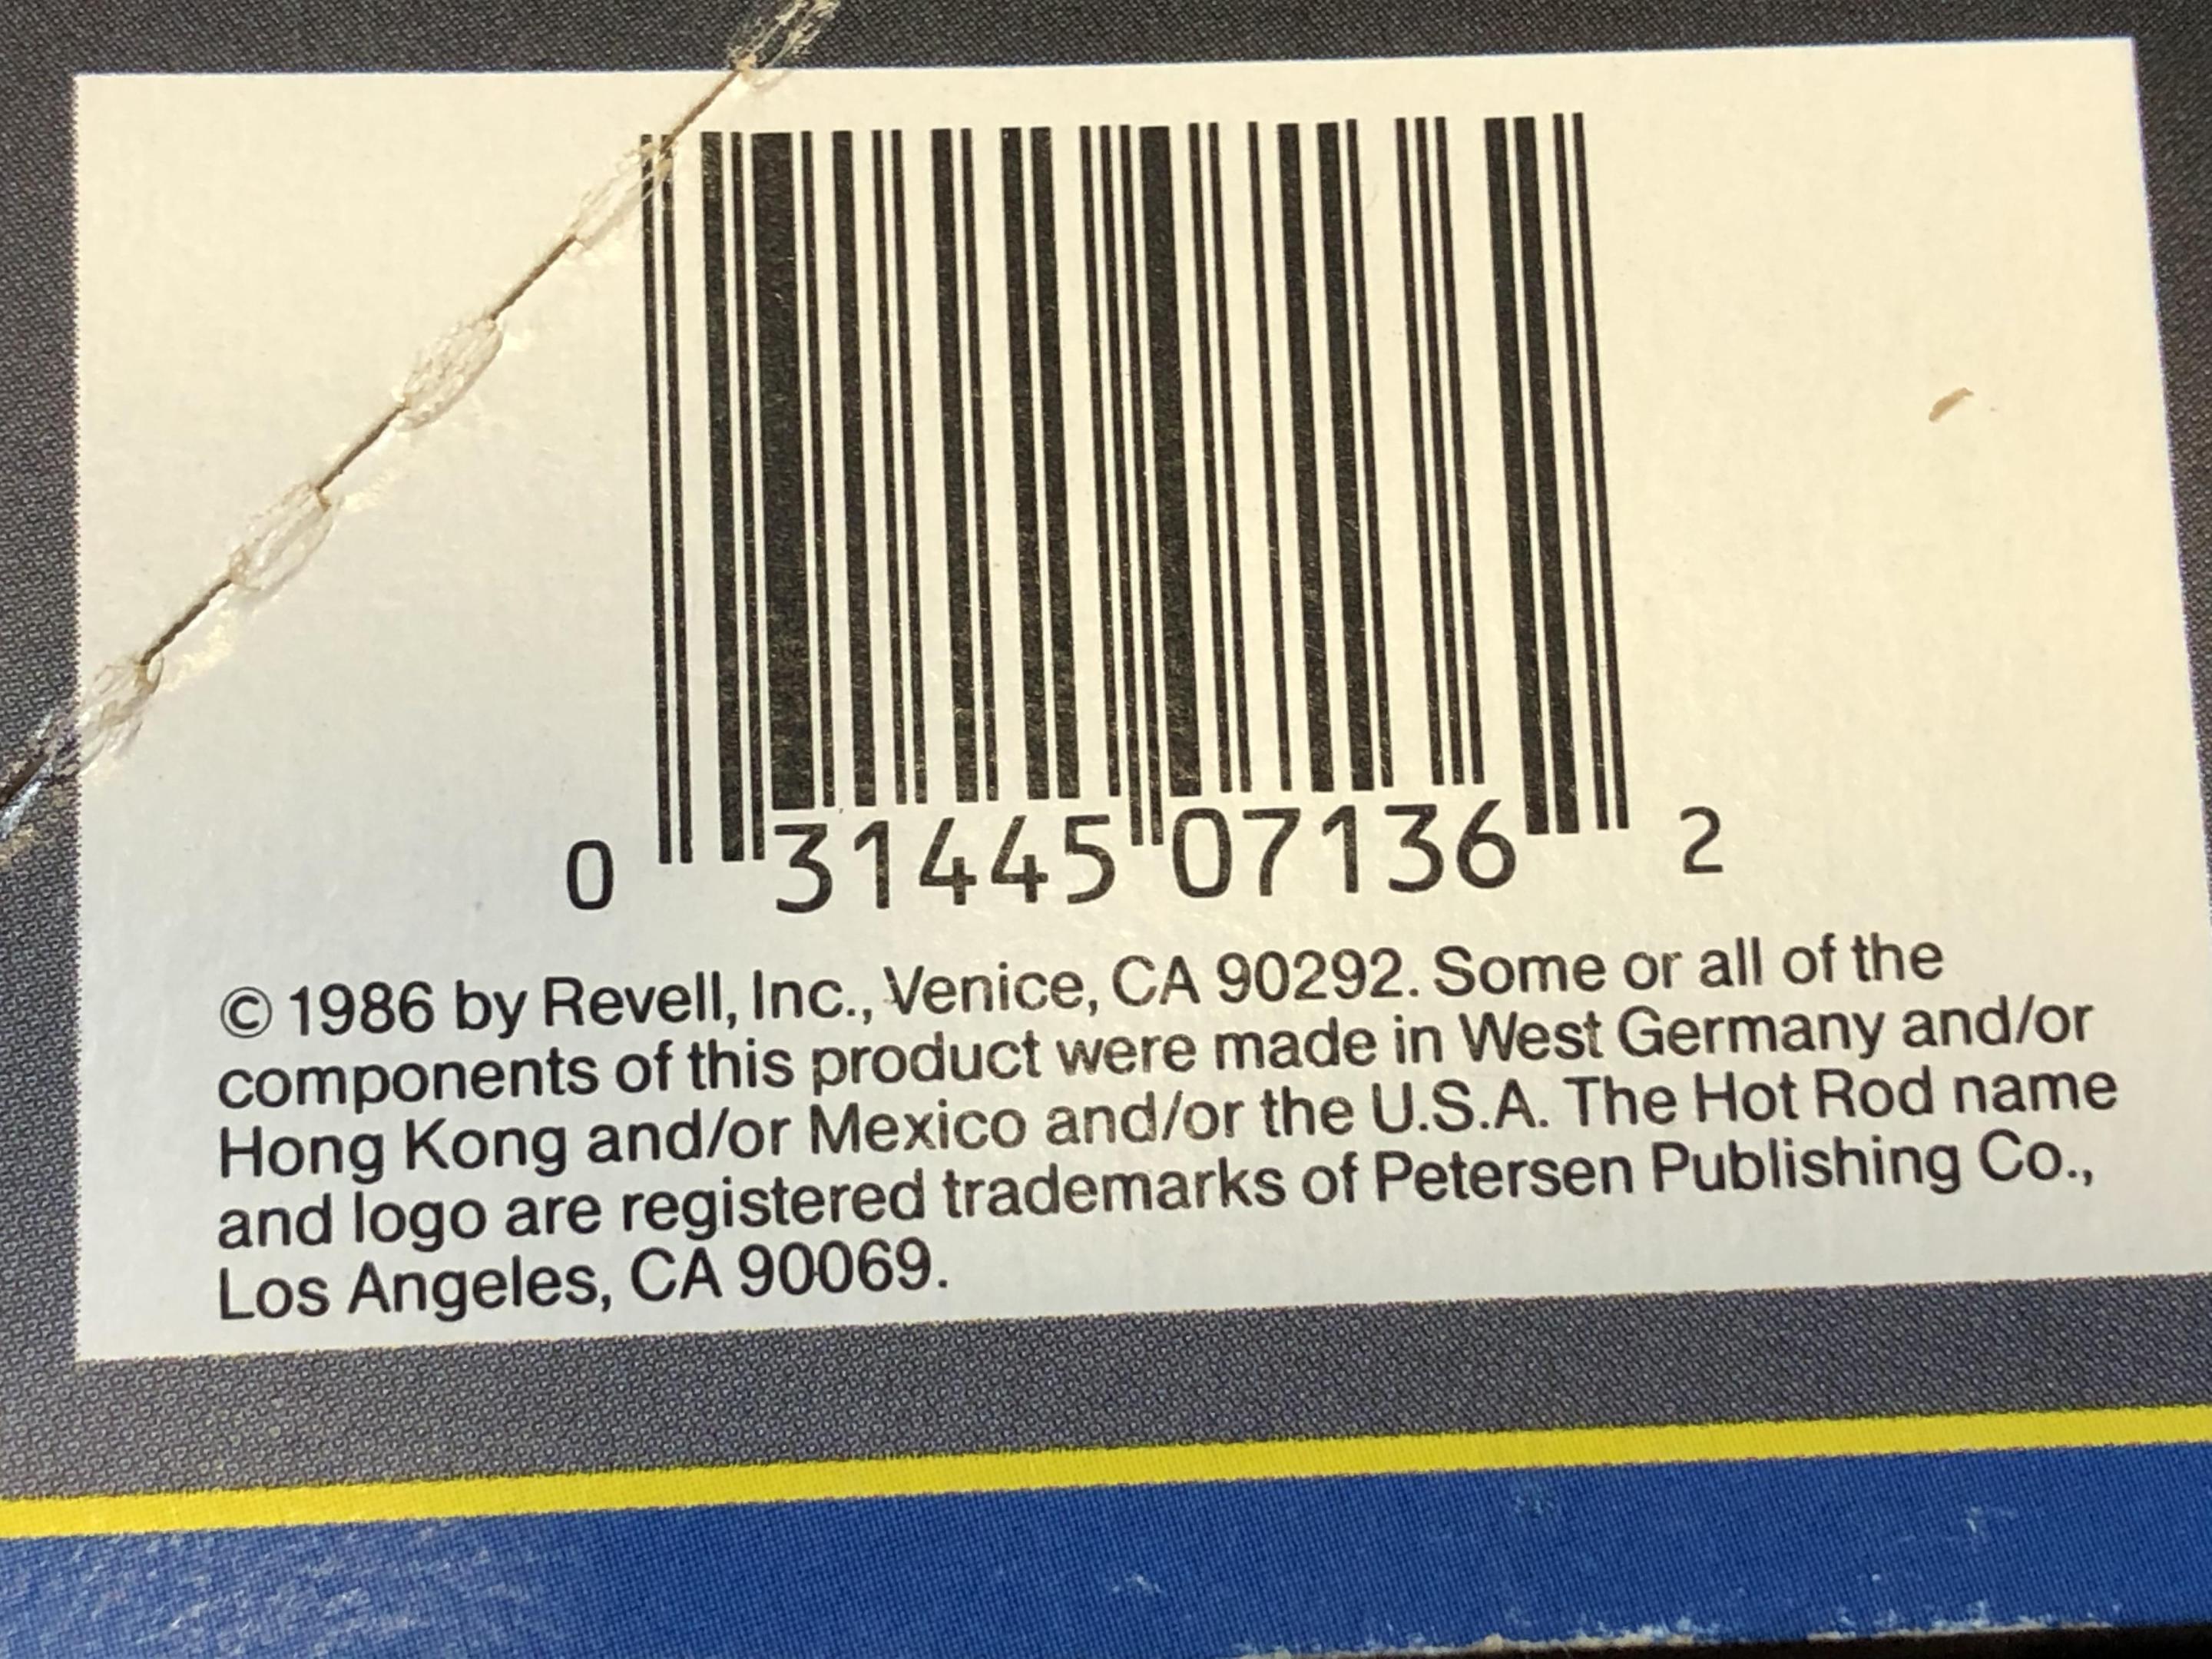 0 31445 07136 2
© 1986 by Revell, Inc., Venice, CA 90292. Some or all of the
components of this product were made in West Germany and/or
Hong Kong and/or Mexico and/or the U.S.A. The Hot Rod name
and logo are registered trademarks of Petersen Publishing Co.,
Los Angeles, CA 90069.